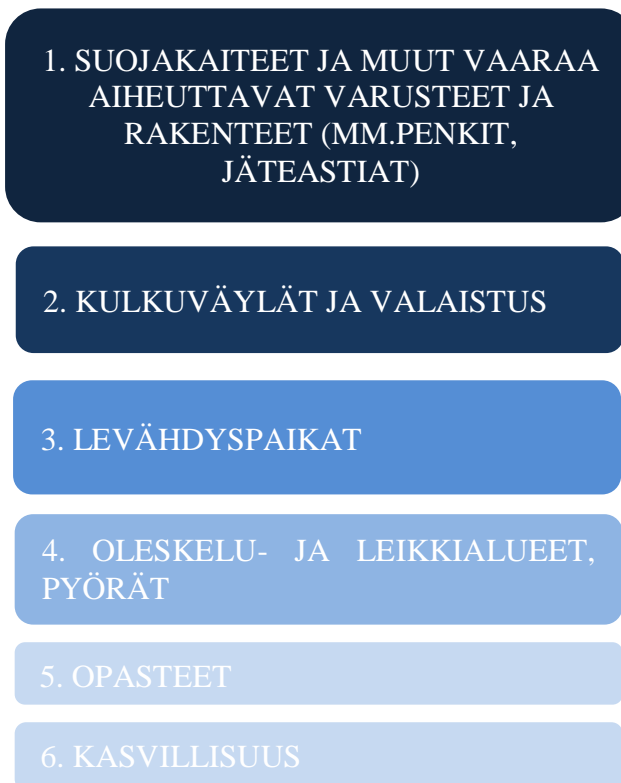 1. SUOJAKAITEET JA MUUT VAARAA
AIHEUTTAVAT VARUSTEET JA
RAKENTEET (MM.PENKIT,
JÄTEASTIAT)
2. KULKUVÄYLÄT JA VALAISTUS
3. LEVÄHDYSPAIKAT
4. OLESKELU- JA LEIKKIALUEET,
PYÖRÄT
5. OPASTEET
6. KASVILLISUUS